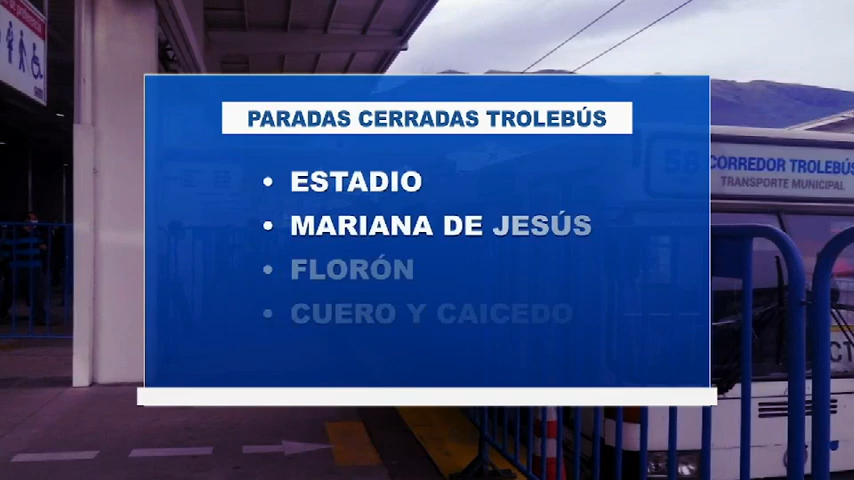 PARADAS CERRADAS TROLEBÚS
• ESTADIO
• MARIANA DE JESÚS
• FLORÓN
• CUERO Y CAICEDO
CORREDOR TROLEBÚS
TRANSPORTE MUNICIPAL